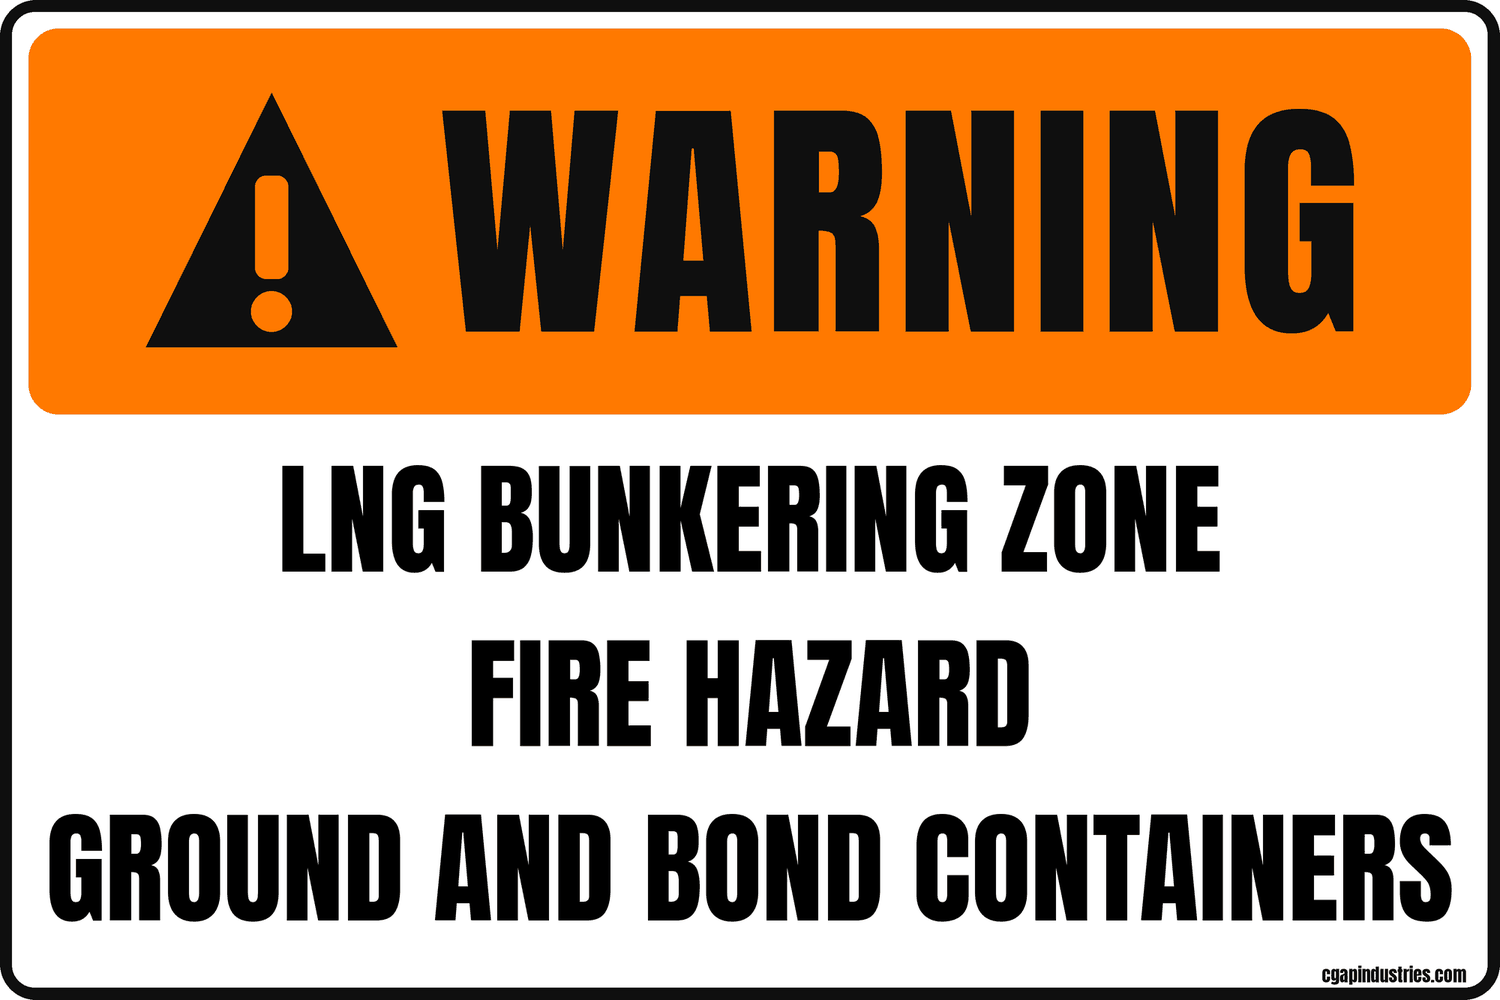 WARNING
LNG BUNKERING ZONE
FIRE HAZARD
GROUND AND BOND CONTAINERS
cgapindustries.com